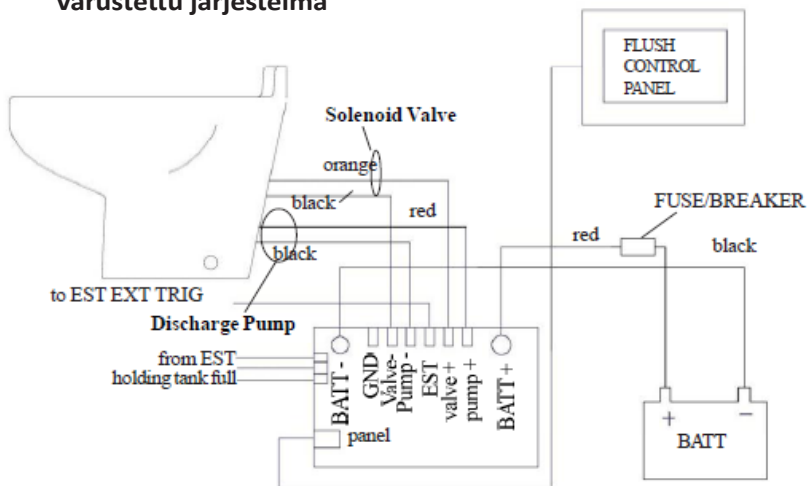 varustettu järjestelmä
FLUSH
CONTROL
PANEL
Solenoid Valve
orange
black
red
black
FUSE/BREAKER
red
black
to EST EXT TRIG
Discharge Pump
from EST
holding tank full
BATT -
GND
Valve-
Pump -
EST
valve+
pump+
BATT+
panel
+ −
BATT